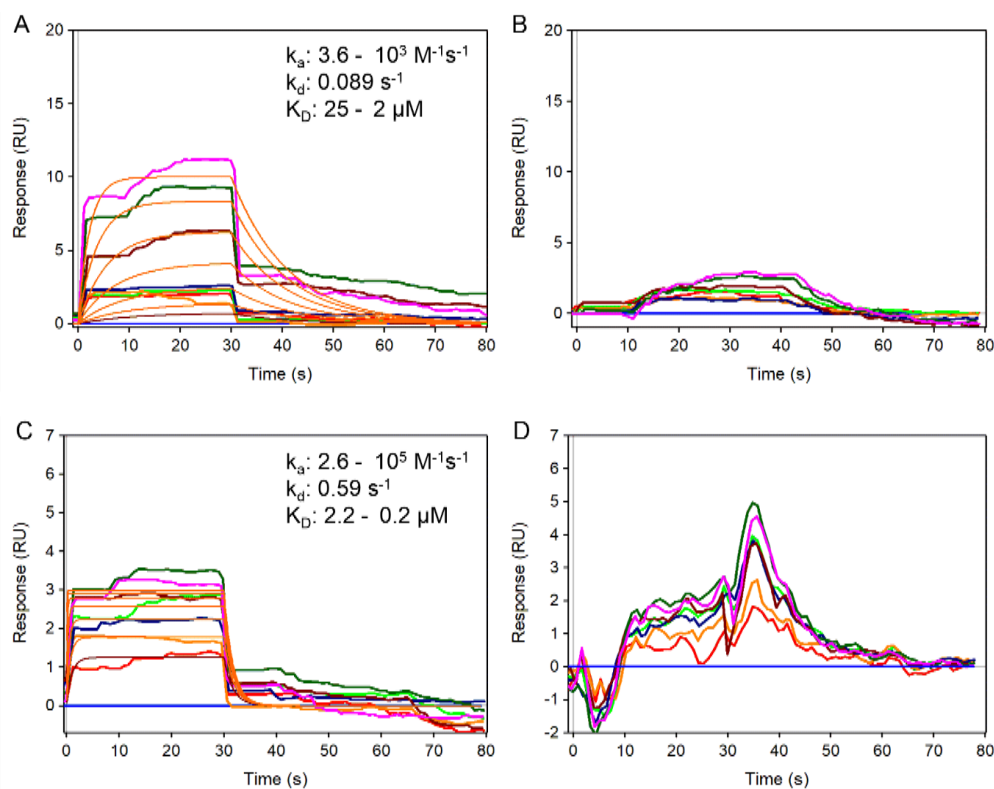 A
20
15
10
5
0
Response (RU)
kₐ: 3.6 - 10³ M⁻¹s⁻¹
k_d: 0.089 s⁻¹
K_D: 25 - 2 µM
0 10 20 30 40 50 60 70 80
Time (s)
B
20
15
10
5
0
Response (RU)
0 10 20 30 40 50 60 70 80
Time (s)
C
7
6
5
4
3
2
1
0
Response (RU)
kₐ: 2.6 - 10⁵ M⁻¹s⁻¹
k_d: 0.59 s⁻¹
K_D: 2.2 - 0.2 µM
0 10 20 30 40 50 60 70 80
Time (s)
D
7
6
5
4
3
2
1
0
-1
-2
Response (RU)
0 10 20 30 40 50 60 70 80
Time (s)